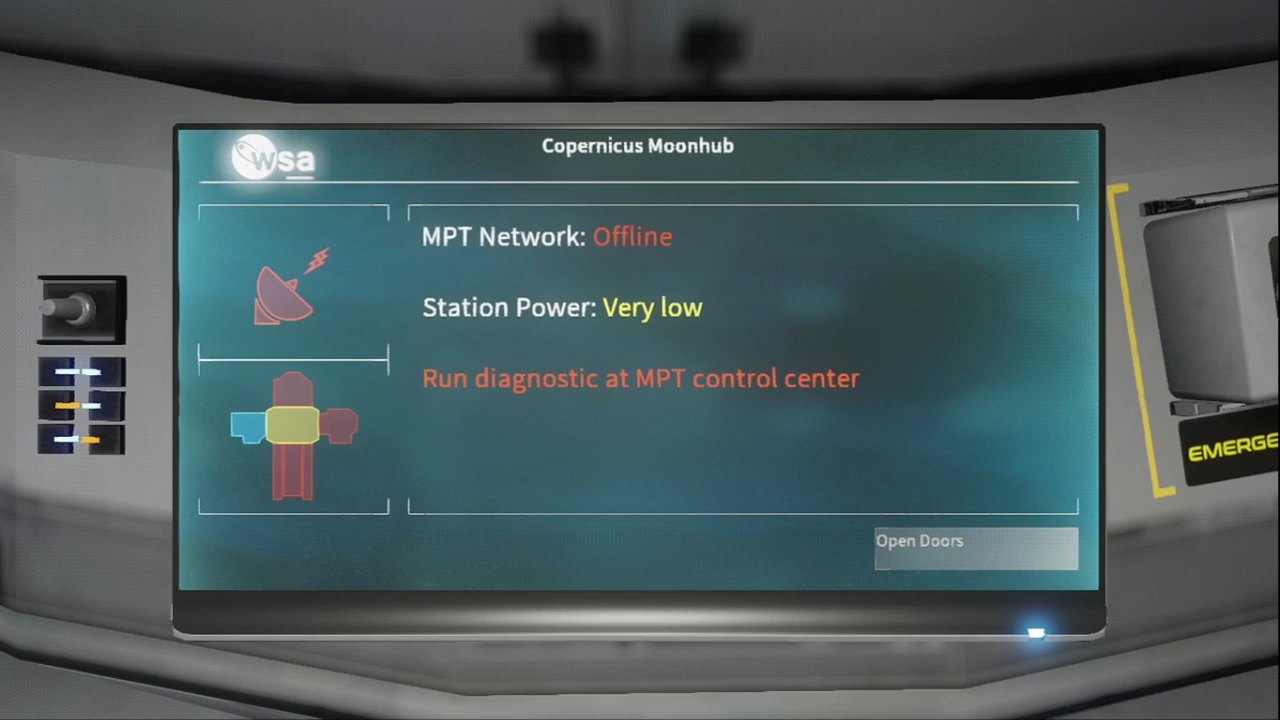 wsa
Copernicus Moonhub
MPT Network: Offline
Station Power: Very low
Run diagnostic at MPT control center
Open Doors
EMERGE